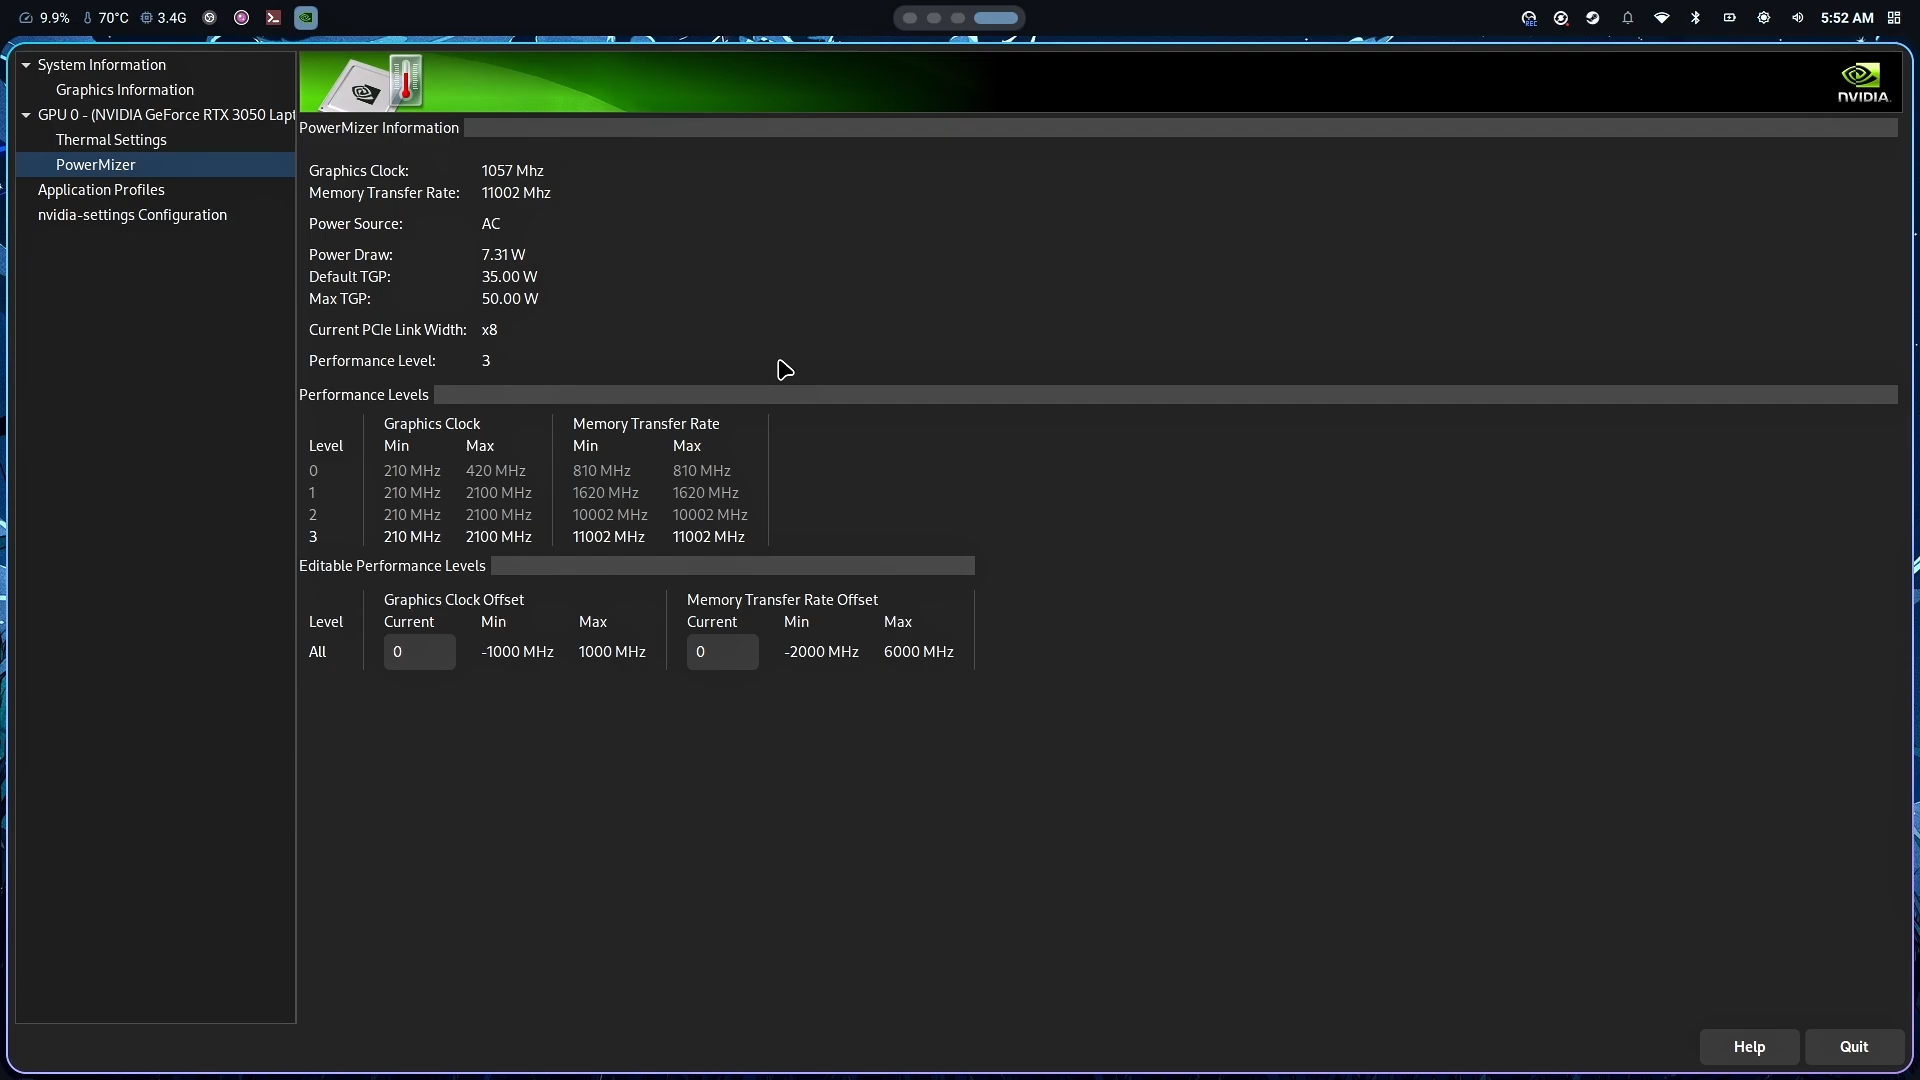 9.9% 70°C 3.4G 5:52 AM
System Information
Graphics Information
GPU 0 - (NVIDIA GeForce RTX 3050 Lapt
Thermal Settings
PowerMizer
Application Profiles
nvidia-settings Configuration
NVIDIA.
PowerMizer Information
Graphics Clock: 1057 Mhz
Memory Transfer Rate: 11002 Mhz
Power Source: AC
Power Draw: 7.31 W
Default TGP: 35.00 W
Max TGP: 50.00 W
Current PCIe Link Width: x8
Performance Level: 3
Performance Levels
Graphics Clock Memory Transfer Rate
Level Min Max Min Max
0 210 MHz 420 MHz 810 MHz 810 MHz
1 210 MHz 2100 MHz 1620 MHz 1620 MHz
2 210 MHz 2100 MHz 10002 MHz 10002 MHz
3 210 MHz 2100 MHz 11002 MHz 11002 MHz
Editable Performance Levels
Graphics Clock Offset Memory Transfer Rate Offset
Level Current Min Max Current Min Max
All 0 -1000 MHz 1000 MHz 0 -2000 MHz 6000 MHz
Help Quit